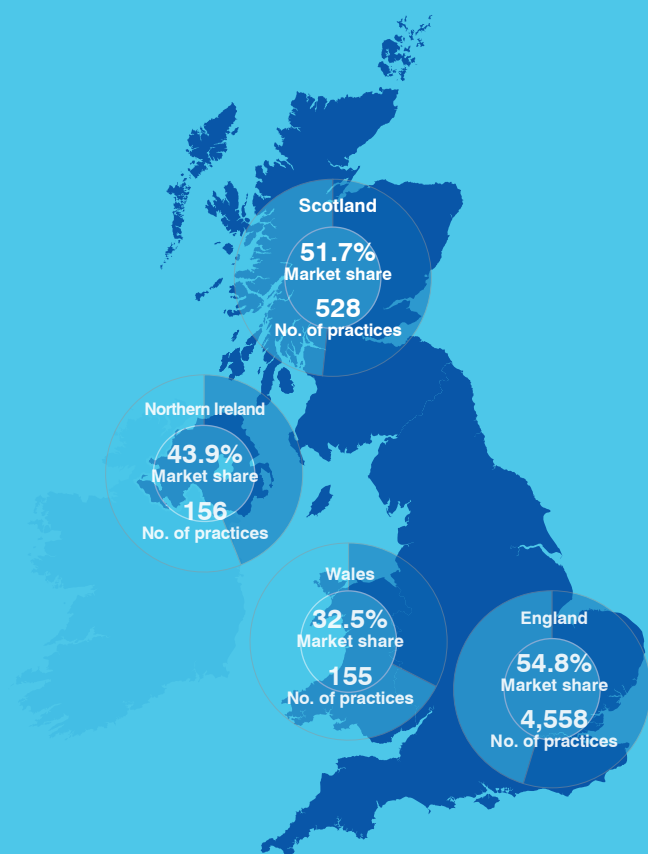 Scotland
51.7%
Market share
528
No. of practices
Northern Ireland
43.9%
Market share
156
No. of practices
Wales
32.5%
Market share
155
No. of practices
England
54.8%
Market share
4,558
No. of practices